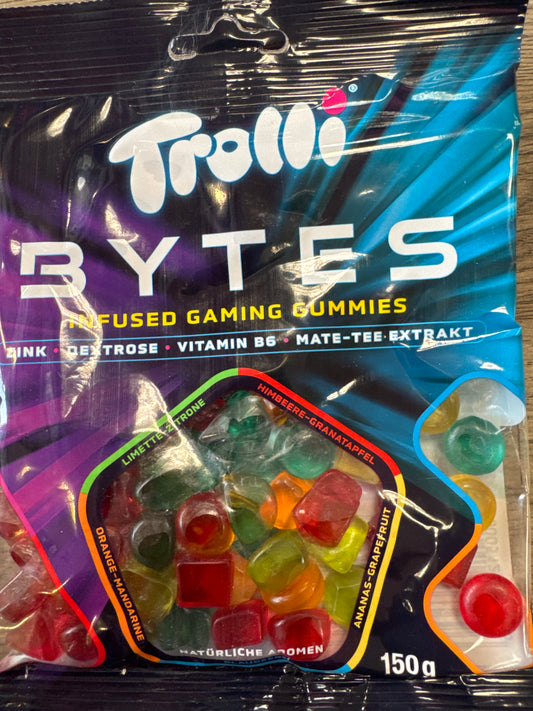 Trolli
BYTES
INFUSED GAMING GUMMIES
ZINK • DEXTROSE • VITAMIN B6 • MATE-TEE-EXTRAKT
LIMETTE-ZITRONE
HIMBEERE-GRANATAPFEL
ORANGE-MANDARINE
ANANAS-GRAPEFRUIT
NATÜRLICHE AROMEN
150g